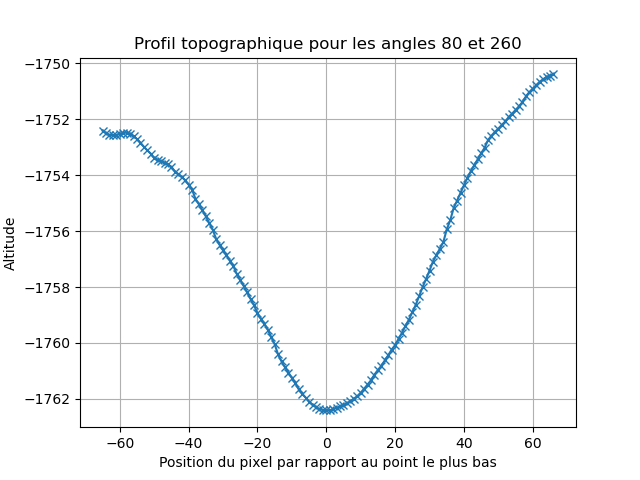 Profil topographique pour les angles 80 et 260
−1750
−1752
−1754
−1756
−1758
−1760
−1762
Altitude
−60 −40 −20 0 20 40 60
Position du pixel par rapport au point le plus bas